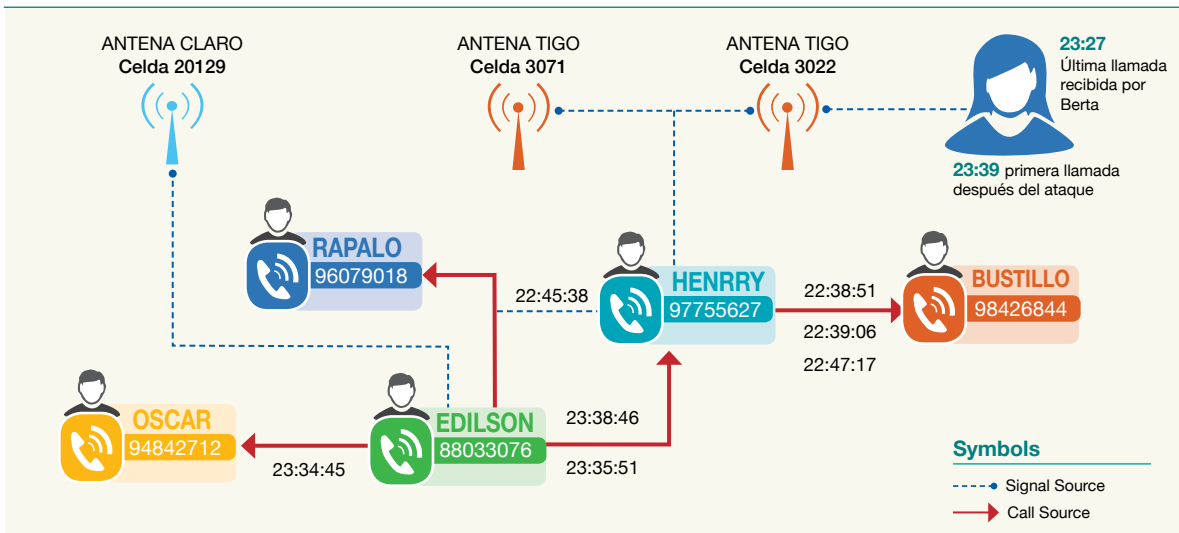 ANTENA CLARO
Celda 20129
ANTENA TIGO
Celda 3071
ANTENA TIGO
Celda 3022
23:27
Última llamada
recibida por
Berta
23:39 primera llamada
después del ataque
RAPALO
96079018
22:45:38
HENRRY
97755627
22:38:51
22:39:06
22:47:17
BUSTILLO
98426844
OSCAR
94842712
23:34:45
EDILSON
88033076
23:38:46
23:35:51
Symbols
Signal Source
Call Source